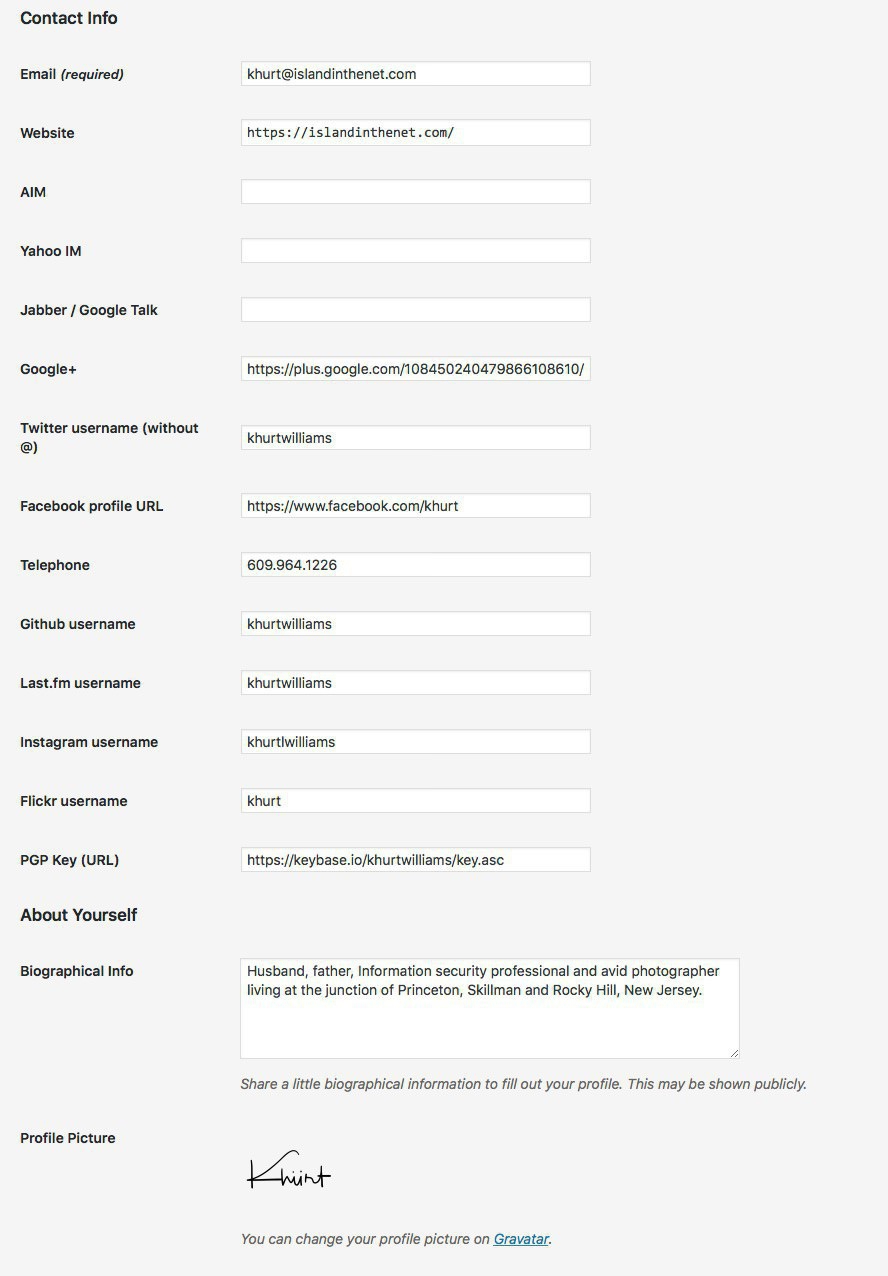 Contact Info
Email (required)
khurt@islandinthenet.com
Website
https://islandinthenet.com/
AIM
Yahoo IM
Jabber / Google Talk
Google+
https://plus.google.com/108450240479866108610/
Twitter username (without
@)
khurtwilliams
Facebook profile URL
https://www.facebook.com/khurt
Telephone
609.964.1226
Github username
khurtwilliams
Last.fm username
khurtwilliams
Instagram username
khurtlwilliams
Flickr username
khurt
PGP Key (URL)
https://keybase.io/khurtwilliams/key.asc
About Yourself
Biographical Info
Husband, father, Information security professional and avid photographer
living at the junction of Princeton, Skillman and Rocky Hill, New Jersey.
Share a little biographical information to fill out your profile. This may be shown publicly.
Profile Picture
Khürt
You can change your profile picture on Gravatar.